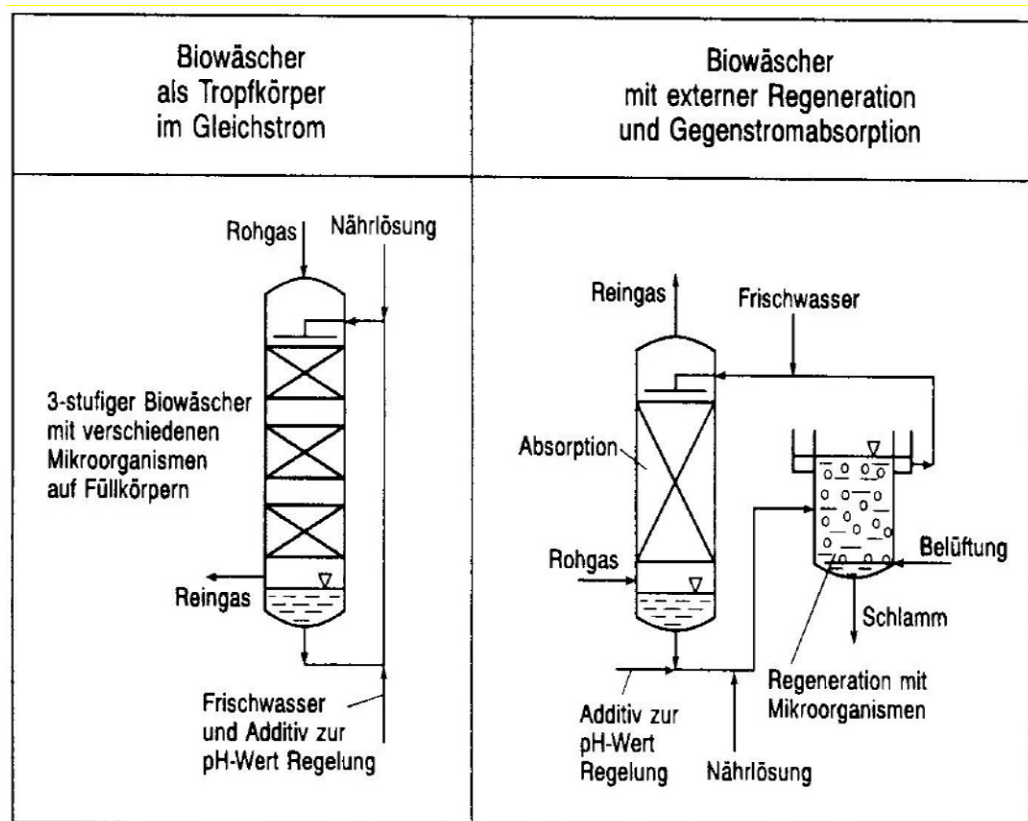 Biowäscher
als Tropfkörper
im Gleichstrom
Biowäscher
mit externer Regeneration
und Gegenstromabsorption
Rohgas
Nährlösung
3-stufiger Biowäscher
mit verschiedenen
Mikroorganismen
auf Füllkörpern
Reingas
Frischwasser
und Additiv zur
pH-Wert Regelung
Reingas
Frischwasser
Absorption
Rohgas
Belüftung
Schlamm
Regeneration mit
Mikroorganismen
Additiv zur
pH-Wert
Regelung
Nährlösung